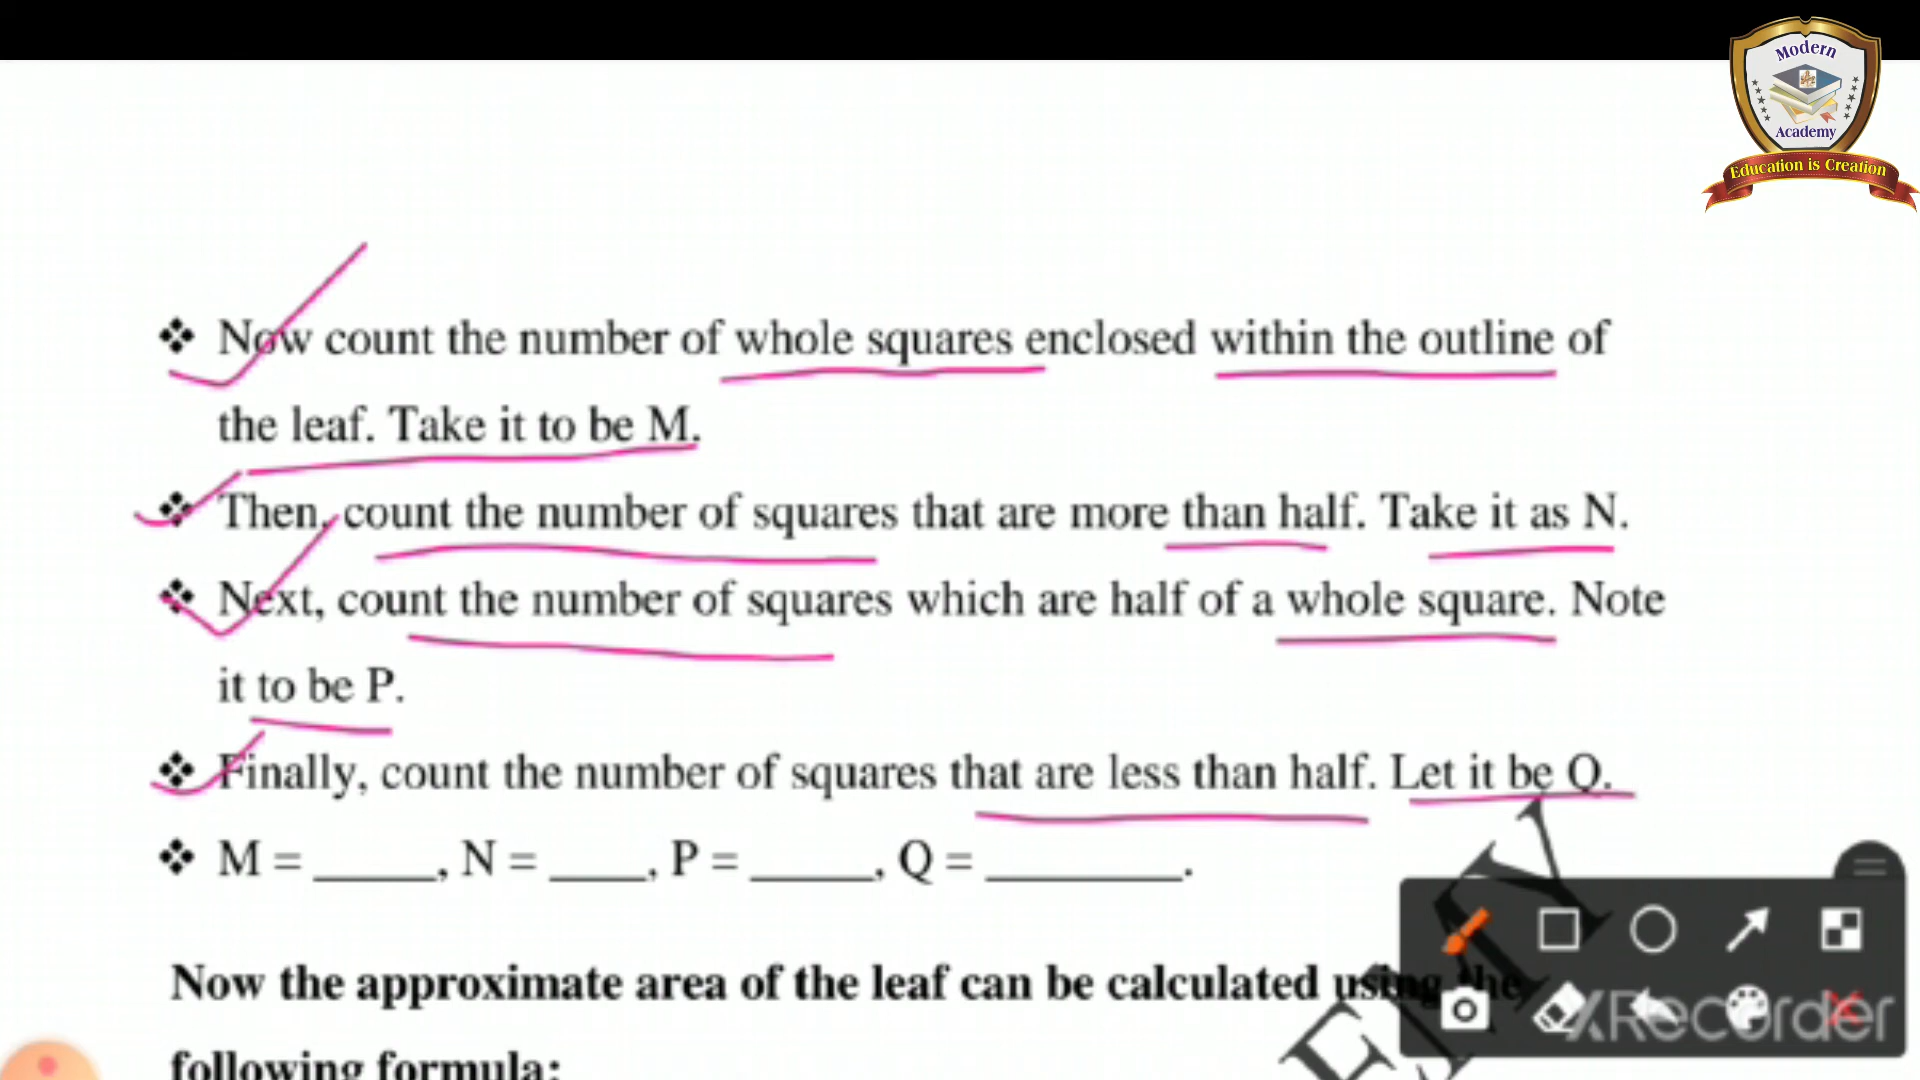 Modern
Academy
Education is Creation
❖ Now count the number of whole squares enclosed within the outline of
the leaf. Take it to be M.
❖ Then, count the number of squares that are more than half. Take it as N.
❖ Next, count the number of squares which are half of a whole square. Note
it to be P.
❖ Finally, count the number of squares that are less than half. Let it be Q.
❖ M = _____, N = ____, P = _____, Q = ________.
Now the approximate area of the leaf can be calculated using the
following formula:
EMY
XRecorder